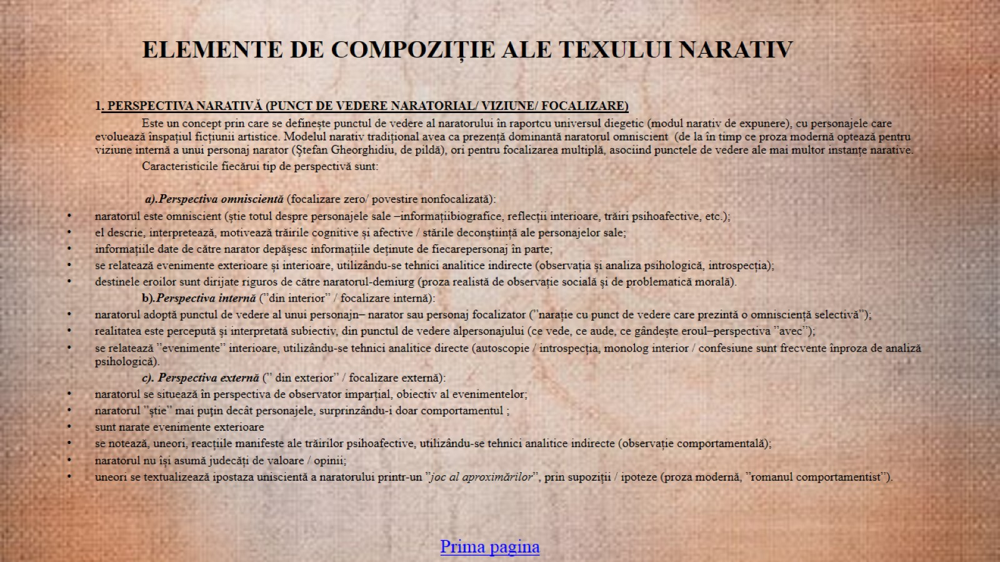 ELEMENTE DE COMPOZIȚIE ALE TEXULUI NARATIV
1. PERSPECTIVA NARATIVĂ (PUNCT DE VEDERE NARATORIAL/ VIZIUNE/ FOCALIZARE)
Este un concept prin care se definește punctul de vedere al naratorului în raportcu universul diegetic (modul narativ de expunere), cu personajele care
evoluează înspațiul ficțiunii artistice. Modelul narativ tradițional avea ca prezență dominantă naratorul omniscient (de la în timp ce proza modernă optează pentru
viziune internă a unui personaj narator (Ștefan Gheorghidiu, de pildă), ori pentru focalizarea multiplă, asociind punctele de vedere ale mai multor instanțe narative.
Caracteristicile fiecărui tip de perspectivă sunt:
a).Perspectiva omniscientă (focalizare zero/ povestire nonfocalizată):
• naratorul este omniscient (știe totul despre personajele sale –informațiibiografice, reflecții interioare, trăiri psihoafective, etc.);
• el descrie, interpretează, motivează trăirile cognitive și afective / stările deconștiință ale personajelor sale;
• informațiile date de către narator depășesc informațiile deținute de fiecarepersonaj în parte;
• se relatează evenimente exterioare și interioare, utilizându-se tehnici analitice indirecte (observația și analiza psihologică, introspecția);
• destinele eroilor sunt dirijate riguros de către naratorul-demiurg (proza realistă de observație socială și de problematică morală).
b).Perspectiva internă (”din interior” / focalizare internă):
• naratorul adoptă punctul de vedere al unui personajn– narator sau personaj focalizator (”narație cu punct de vedere care prezintă o omnisciență selectivă”);
• realitatea este percepută și interpretată subiectiv, din punctul de vedere alpersonajului (ce vede, ce aude, ce gândește eroul–perspectiva ”avec”);
• se relatează ”evenimente” interioare, utilizându-se tehnici analitice directe (autoscopie / introspecția, monolog interior / confesiune sunt frecvente înproza de analiză
psihologică).
c). Perspectiva externă (” din exterior” / focalizare externă):
• naratorul se situează în perspectiva de observator imparțial, obiectiv al evenimentelor;
• naratorul ”știe” mai puțin decât personajele, surprinzându-i doar comportamentul ;
• sunt narate evenimente exterioare
• se notează, uneori, reacțiile manifeste ale trăirilor psihoafective, utilizându-se tehnici analitice indirecte (observație comportamentală);
• naratorul nu își asumă judecăți de valoare / opinii;
• uneori se textualizează ipostaza uniscientă a naratorului printr-un ”joc al aproximărilor”, prin supoziții / ipoteze (proza modernă, ”romanul comportamentist”).
Prima pagina